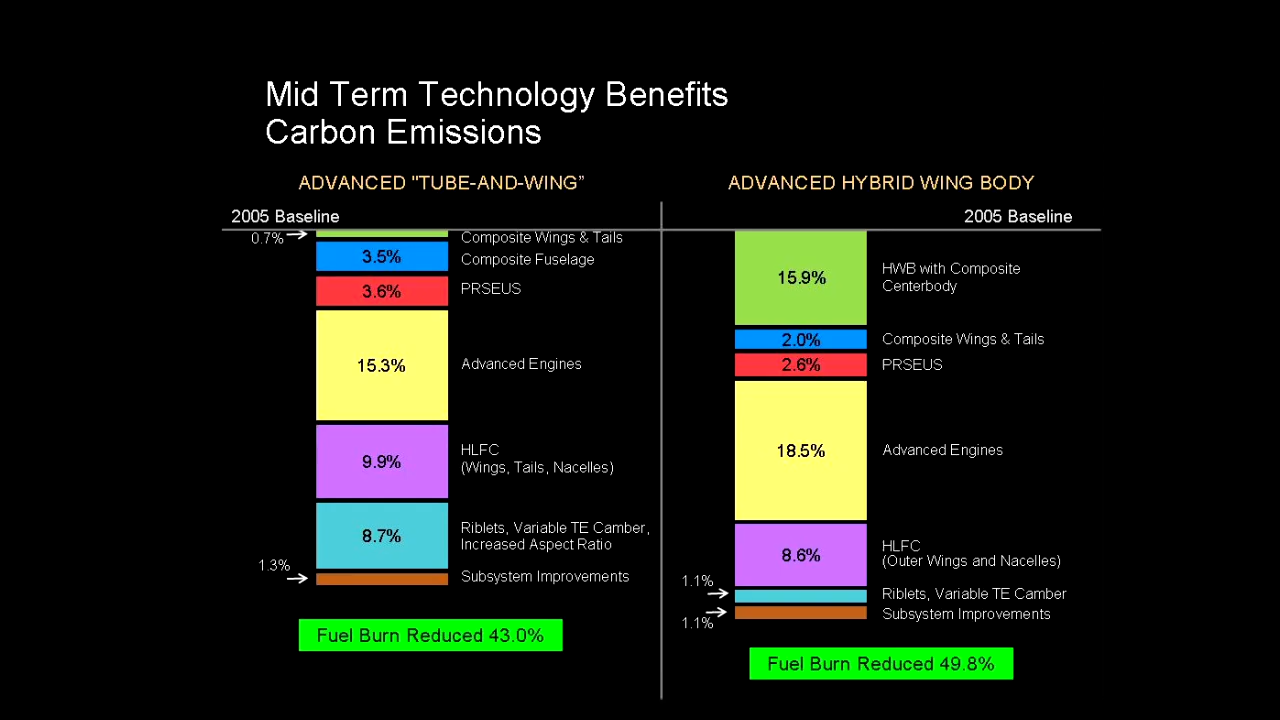 Mid Term Technology Benefits
Carbon Emissions
ADVANCED "TUBE-AND-WING”
2005 Baseline
0.7%
Composite Wings & Tails
3.5%
Composite Fuselage
3.6%
PRSEUS
15.3%
Advanced Engines
9.9%
HLFC
(Wings, Tails, Nacelles)
8.7%
Riblets, Variable TE Camber,
Increased Aspect Ratio
1.3%
Subsystem Improvements
Fuel Burn Reduced 43.0%
ADVANCED HYBRID WING BODY
2005 Baseline
15.9%
HWB with Composite
Centerbody
2.0%
Composite Wings & Tails
2.6%
PRSEUS
18.5%
Advanced Engines
8.6%
HLFC
(Outer Wings and Nacelles)
1.1%
Riblets, Variable TE Camber
1.1%
Subsystem Improvements
Fuel Burn Reduced 49.8%